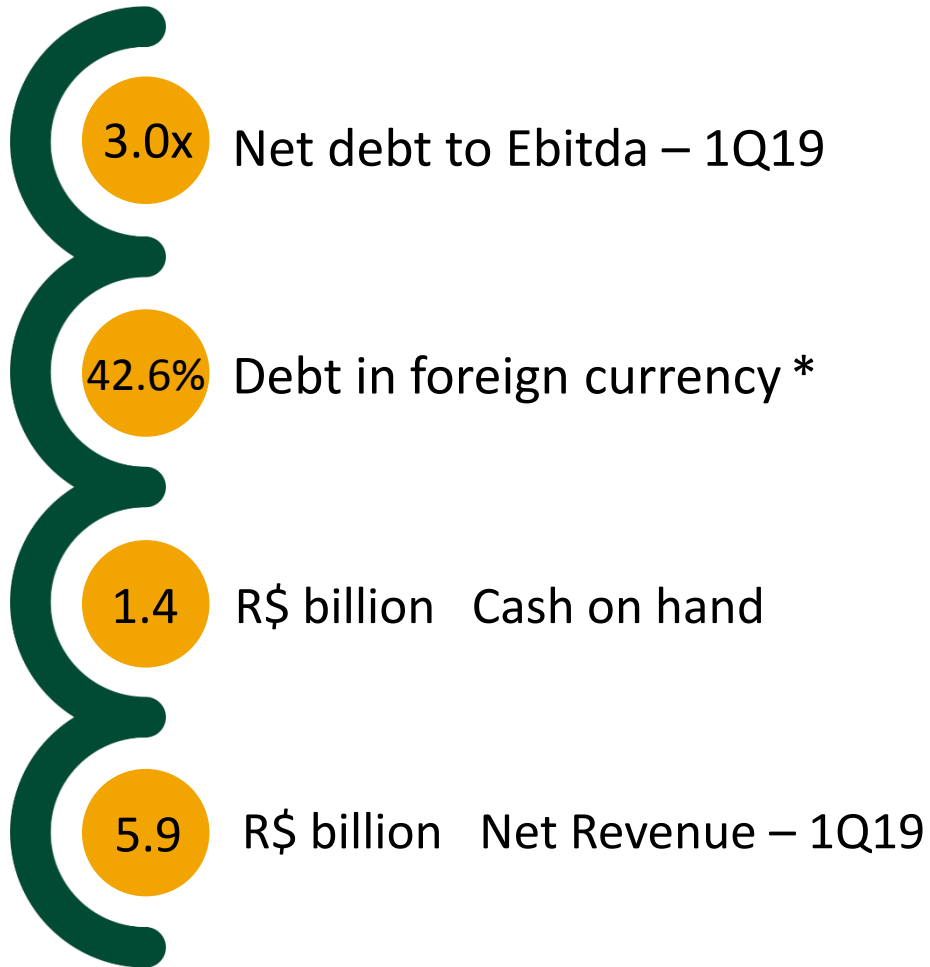 3.0x Net debt to Ebitda – 1Q19
42.6% Debt in foreign currency *
1.4 R$ billion Cash on hand
5.9 R$ billion Net Revenue – 1Q19